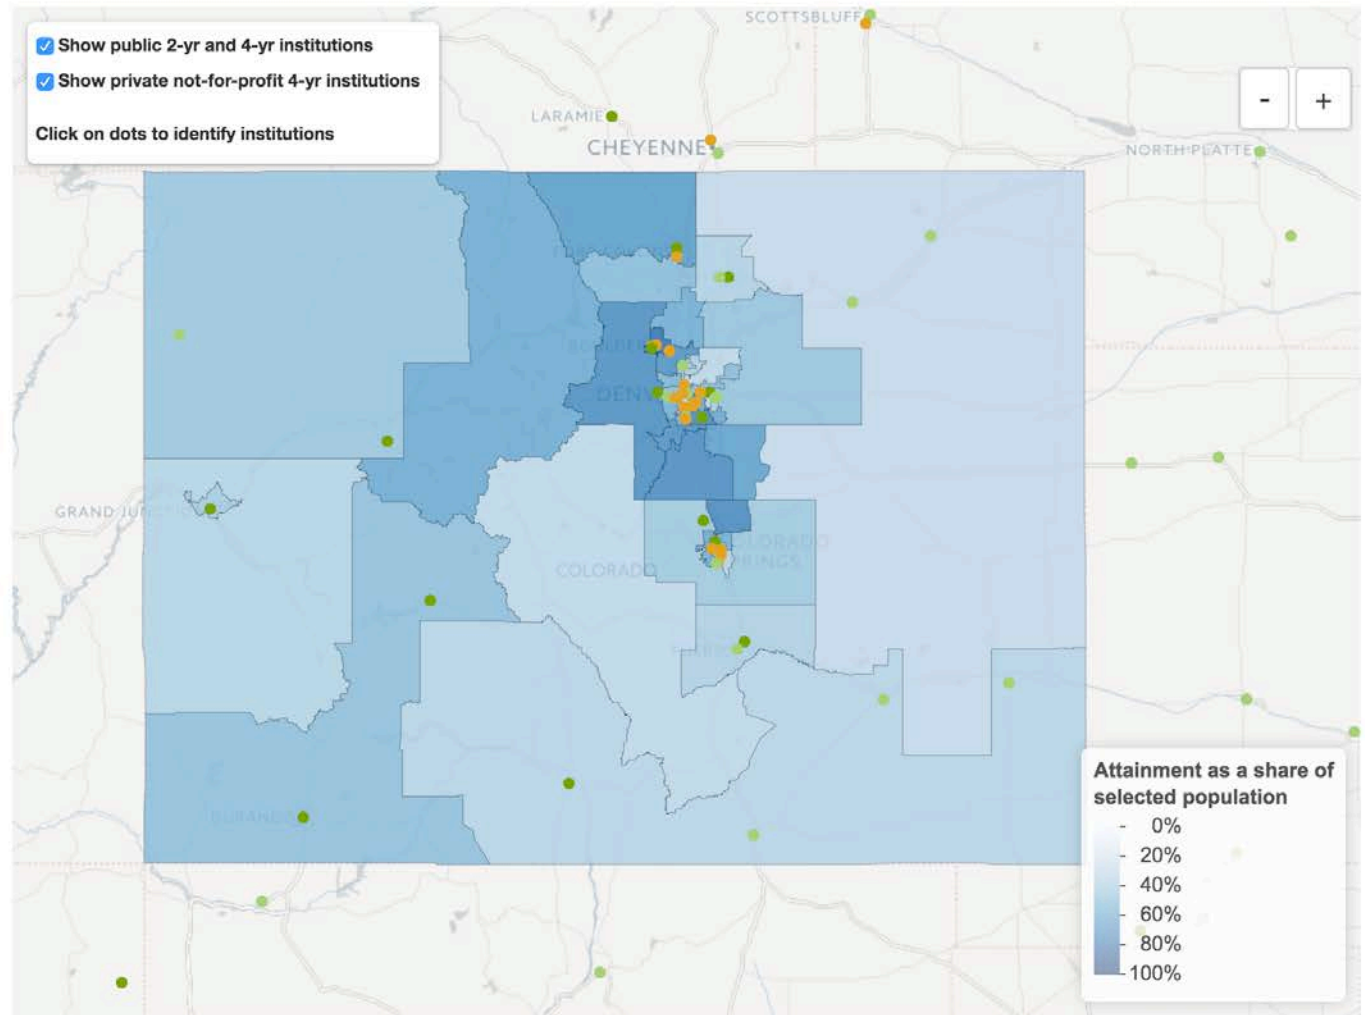 Show public 2-yr and 4-yr institutions
Show private not-for-profit 4-yr institutions
Click on dots to identify institutions
SCOTTSBLUFF
- +
LARAMIE
CHEYENNE
NORTH PLATTE
BOULDER
DENV
GRAND JUNCTION
COLORADO
COLORADO
SPRINGS
DURANGO
Attainment as a share of
selected population
- 0%
- 20%
- 40%
- 60%
- 80%
- 100%